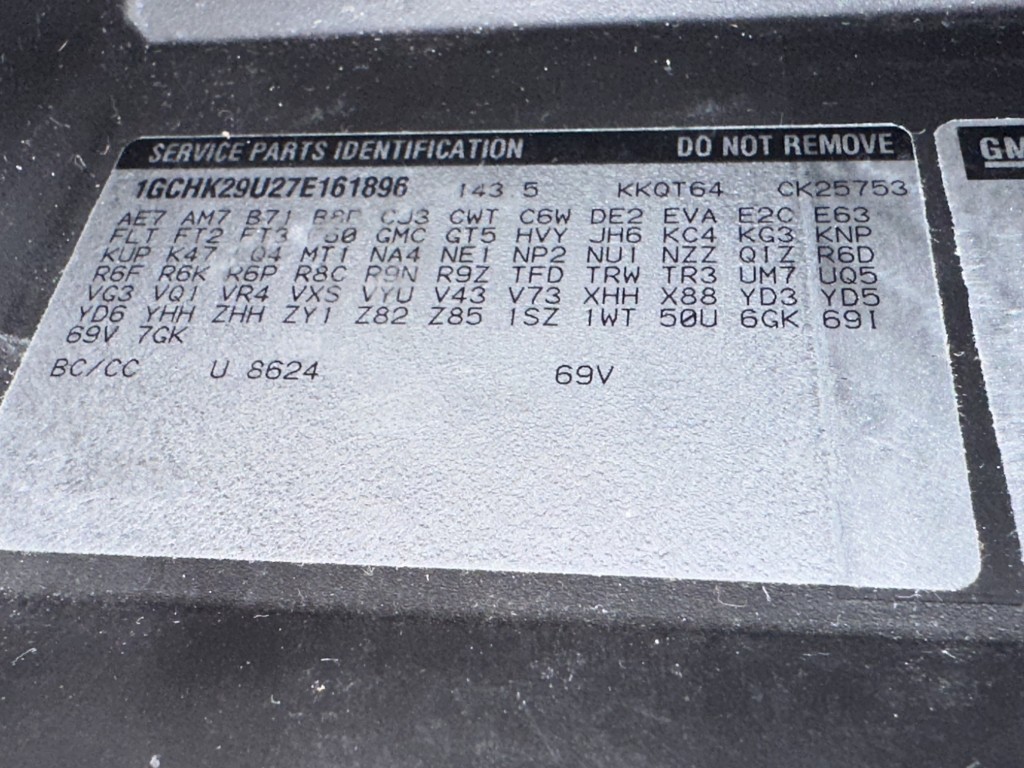 SERVICE PARTS IDENTIFICATION DO NOT REMOVE
1GCHK29U27E161896 143 5 KKQT64 CK25753
AE7 AM7 B71 CJ3 CWT C6W DE2 EVA E2C E63
FLT FT2 FT3 GMC GT5 HVY JH6 KC4 KG3 KNP
KUP K47 LQ4 MT1 NA4 NE1 NP2 NU1 NZZ Q1Z R6D
R6F R6K R6P R8C R9N R9Z TFD TRW TR3 UM7 UQ5
VG3 VQ1 VR4 VXS VYU V43 V73 XHH X88 YD3 YD5
YD6 YHH ZHH ZY1 Z82 Z85 1SZ 1WT 50U 6GK 69I
69V 7GK
BC/CC U 8624 69V
GM